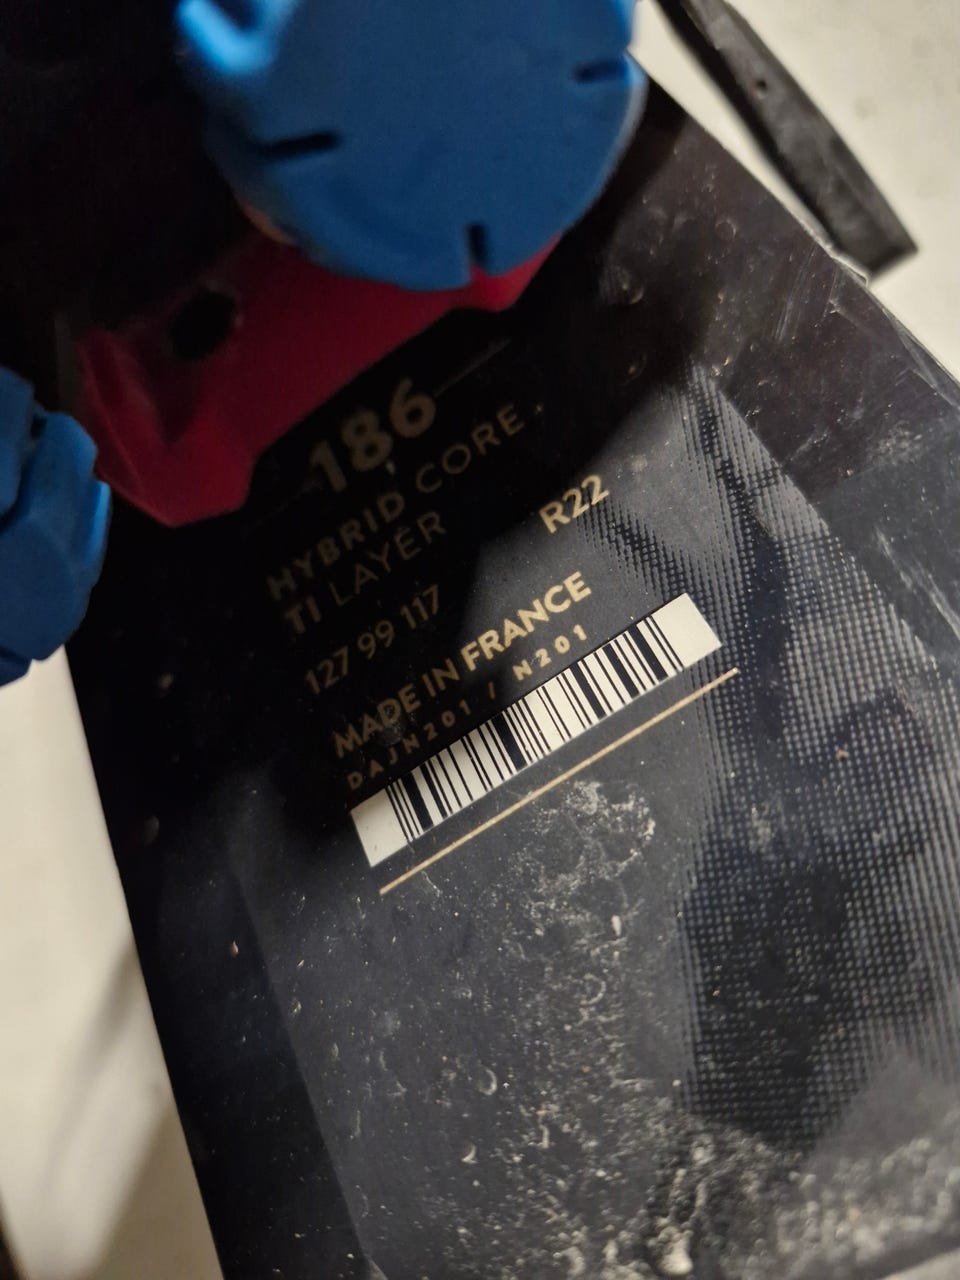 186
HYBRID CORE
TI LAYER
127 99 117
R22
MADE IN FRANCE
DAJN201 / N201